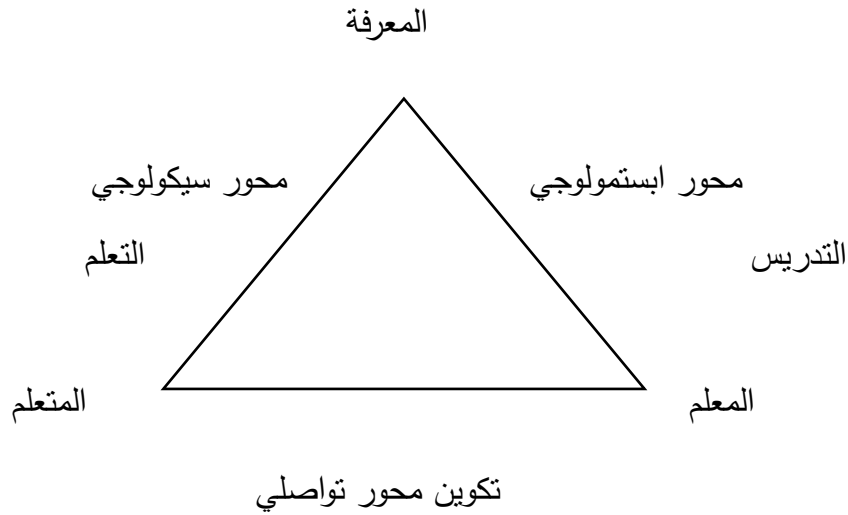 المعرفة
محور ابستمولوجي
محور سيكولوجي
التدريس
التعلم
المعلم
المتعلم
تكوين محور تواصلي